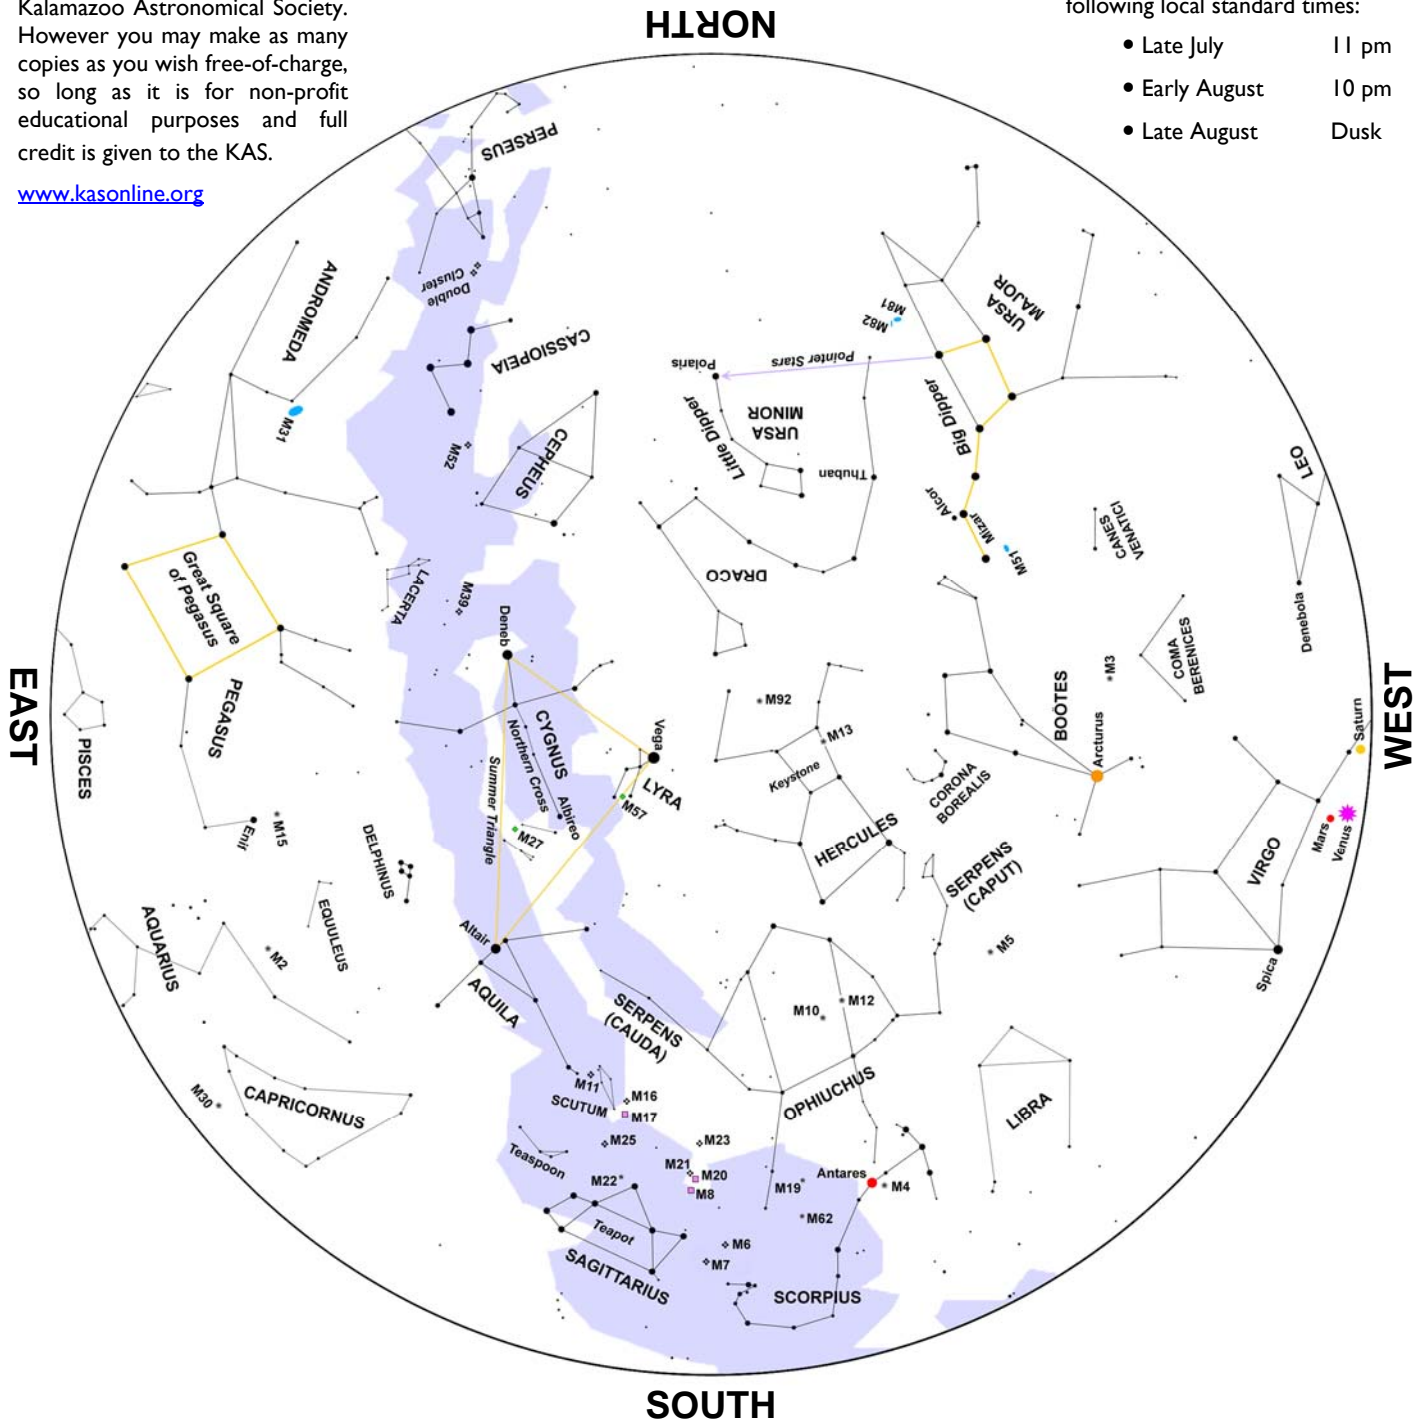 Kalamazoo Astronomical Society.
However you may make as many
copies as you wish free-of-charge,
so long as it is for non-profit
educational purposes and full
credit is given to the KAS.
www.kasonline.org
following local standard times:
• Late July 11 pm
• Early August 10 pm
• Late August Dusk
NORTH
PERSEUS
Double
Cluster
ANDROMEDA
CASSIOPEIA
M31
M52
CEPHEUS
Polaris
Pointer Stars
Little Dipper
URSA
MINOR
Thuban
M81
M82
URSA
MAJOR
Big Dipper
Alcor
Mizar
M51
CANES
VENATICI
LEO
Denebola
Great Square
of Pegasus
LACERTA
M39
DRACO
Deneb
EAST
WEST
PISCES
PEGASUS
Enif
M15
CYGNUS
Northern Cross
Summer Triangle
Albireo
Vega
LYRA
M57
M27
M92
M13
Keystone
HERCULES
CORONA
BOREALIS
BOÖTES
Arcturus
M3
COMA
BERENICES
Saturn
Mars
Venus
VIRGO
Spica
DELPHINUS
EQUULEUS
AQUARIUS
M2
Altair
AQUILA
SERPENS
(CAUDA)
SERPENS
(CAPUT)
M5
M10
M12
OPHIUCHUS
LIBRA
M30
CAPRICORNUS
M11
SCUTUM
M16
M17
M25
M23
Teaspoon
M22
M21
M20
M8
M19
Antares
M4
M62
Teapot
SAGITTARIUS
M6
M7
SCORPIUS
SOUTH